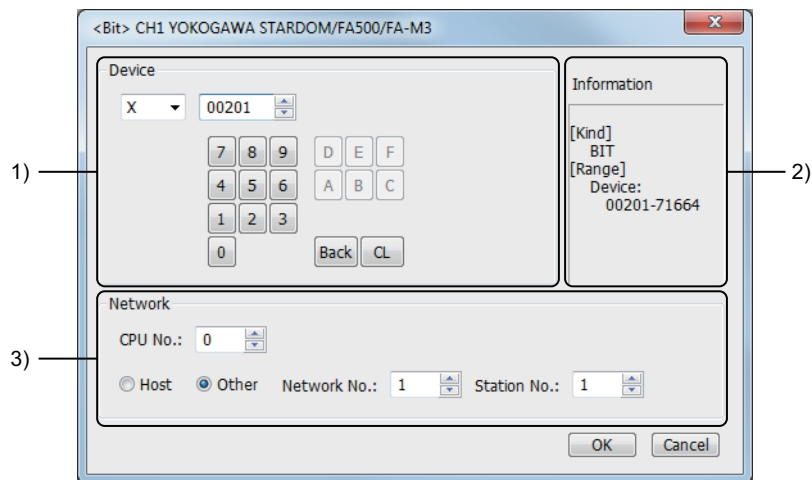 <Bit> CH1 YOKOGAWA STARDOM/FA500/FA-M3
X
1)
Device
X 00201
7 8 9 D E F
4 5 6 A B C
1 2 3
0 Back CL
Information
[Kind]
BIT
[Range]
Device:
00201-71664
2)
3)
Network
CPU No.: 0
Host Other Network No.: 1 Station No.: 1
OK Cancel